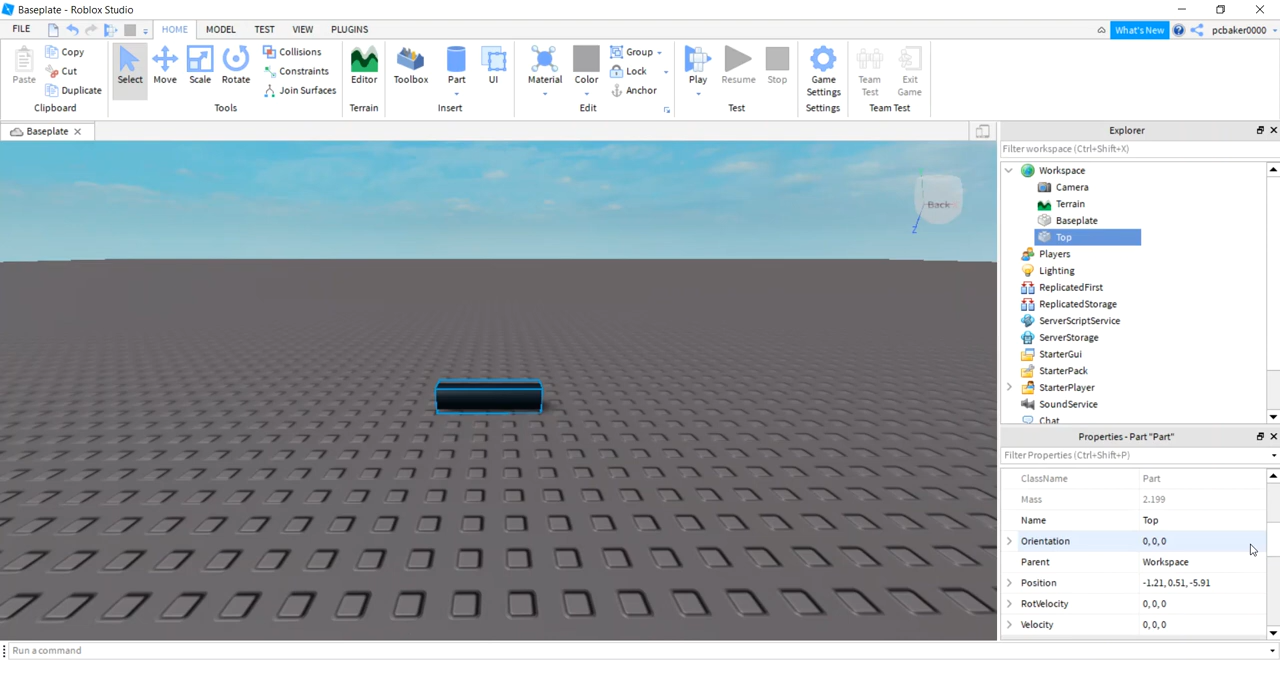 Baseplate - Roblox Studio
FILE HOME MODEL TEST VIEW PLUGINS What's New pcbaker0000
Paste Copy Cut Duplicate Clipboard
Select Move Scale Rotate Collisions Constraints Join Surfaces Tools
Editor Terrain
Toolbox Part UI Insert
Material Color Group Lock Anchor Edit
Play Resume Stop Test
Game Settings Settings
Team Test Exit Game Team Test
Baseplate
Back
Z
Explorer
Filter workspace (Ctrl+Shift+X)
Workspace
Camera
Terrain
Baseplate
Top
Players
Lighting
ReplicatedFirst
ReplicatedStorage
ServerScriptService
ServerStorage
StarterGui
StarterPack
StarterPlayer
SoundService
Chat
Properties - Part "Part"
Filter Properties (Ctrl+Shift+P)
ClassName Part
Mass 2.199
Name Top
Orientation 0, 0, 0
Parent Workspace
Position -1.21, 0.51, -5.91
RotVelocity 0, 0, 0
Velocity 0, 0, 0
Run a command